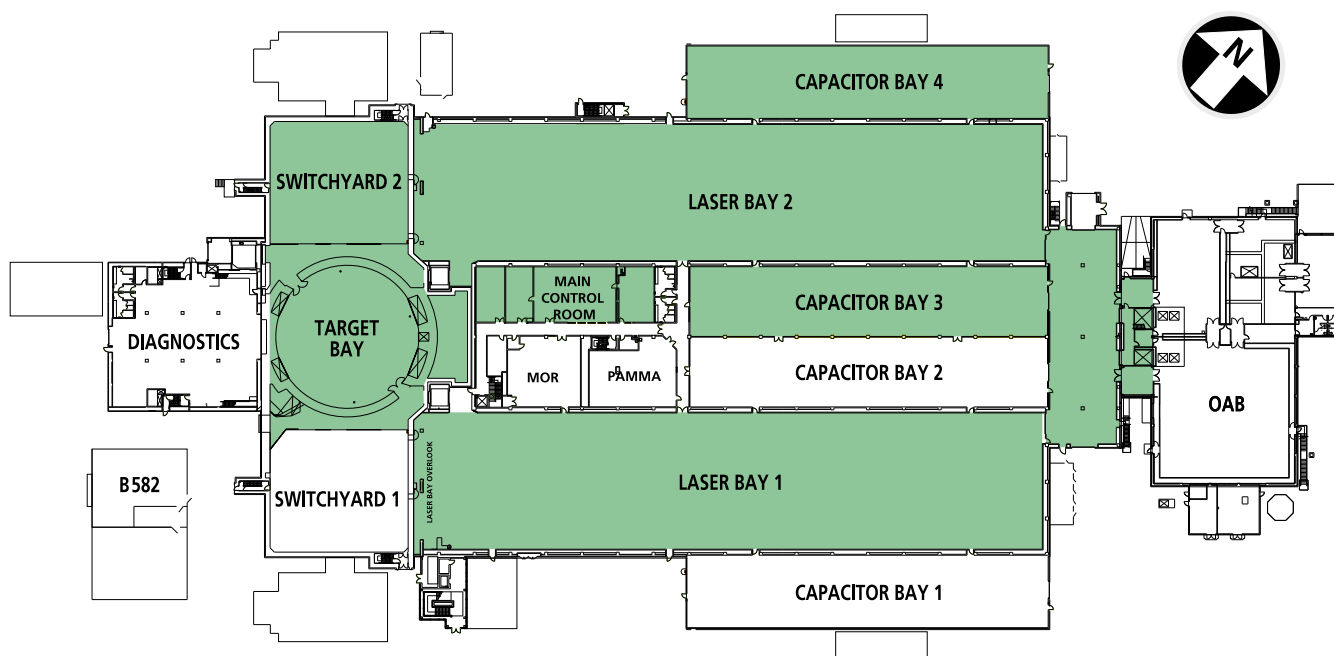 N
CAPACITOR BAY 4
SWITCHYARD 2
LASER BAY 2
MAIN
CONTROL
ROOM
CAPACITOR BAY 3
TARGET
BAY
DIAGNOSTICS
MOR
PAMMA
CAPACITOR BAY 2
OAB
B582
SWITCHYARD 1
LASER BAY OVERLOOK
LASER BAY 1
CAPACITOR BAY 1